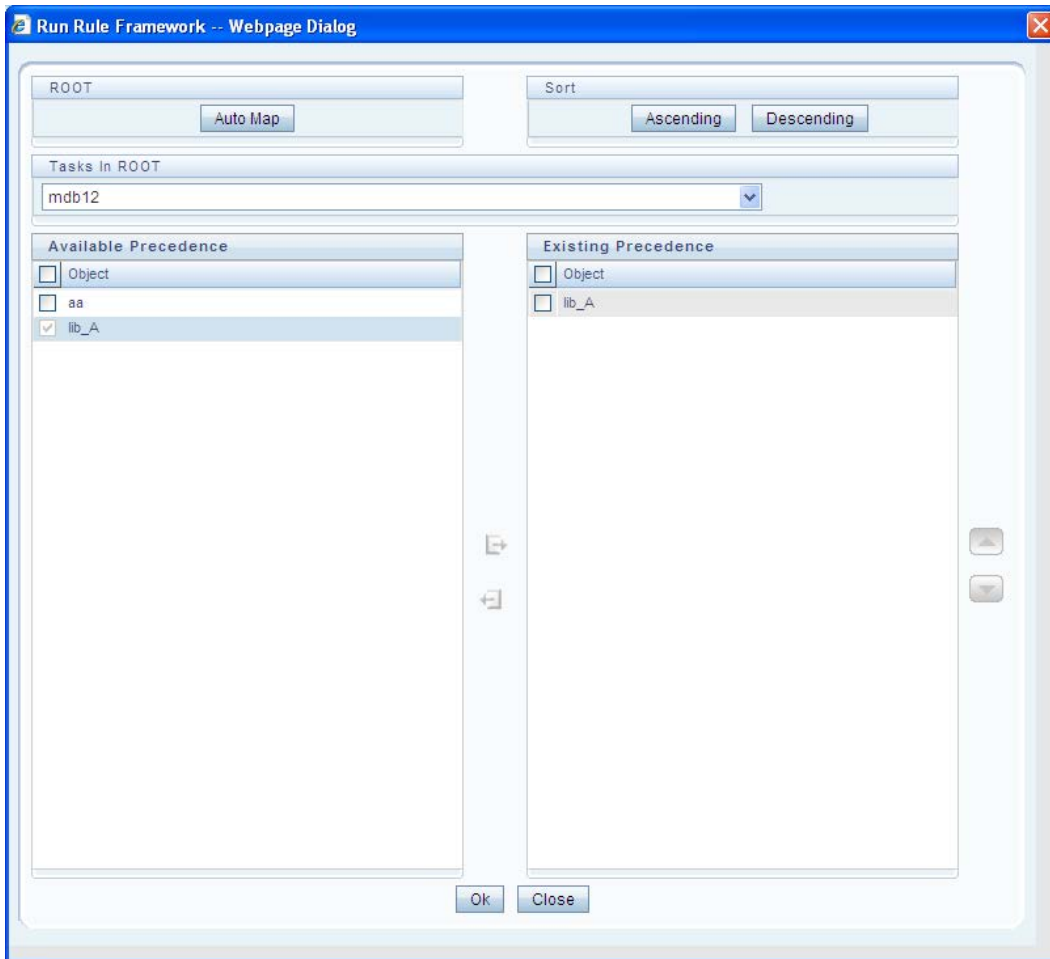 Run Rule Framework -- Webpage Dialog
ROOT
Sort
Auto Map
Ascending
Descending
Tasks In ROOT
mdb12
Available Precedence
Existing Precedence
Object
Object
aa
lib_A
lib_A
Ok
Close